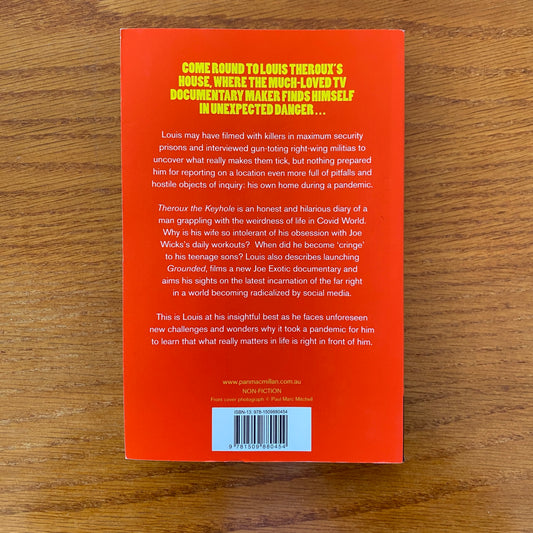 COME ROUND TO LOUIS THEROUX'S
HOUSE, WHERE THE MUCH-LOVED TV
DOCUMENTARY MAKER FINDS HIMSELF
IN UNEXPECTED DANGER...
Louis may have filmed with killers in maximum security
prisons and interviewed gun-toting right-wing militias to
uncover what really makes them tick, but nothing prepared
him for reporting on a location even more full of pitfalls and
hostile objects of inquiry: his own home during a pandemic.
Theroux the Keyhole is an honest and hilarious diary of a
man grappling with the weirdness of life in Covid World.
Why is his wife so intolerant of his obsession with Joe
Wicks's daily workouts? When did he become 'cringe'
to his teenage sons? Louis also describes launching
Grounded, films a new Joe Exotic documentary and
aims his sights on the latest incarnation of the far right
in a world becoming radicalized by social media.
This is Louis at his insightful best as he faces unforeseen
new challenges and wonders why it took a pandemic for him
to learn that what really matters in life is right in front of him.
www.panmacmillan.com.au
NON-FICTION
Front cover photograph © Paul Marc Mitchell
ISBN-13: 978-1509880454
9 781509 880454